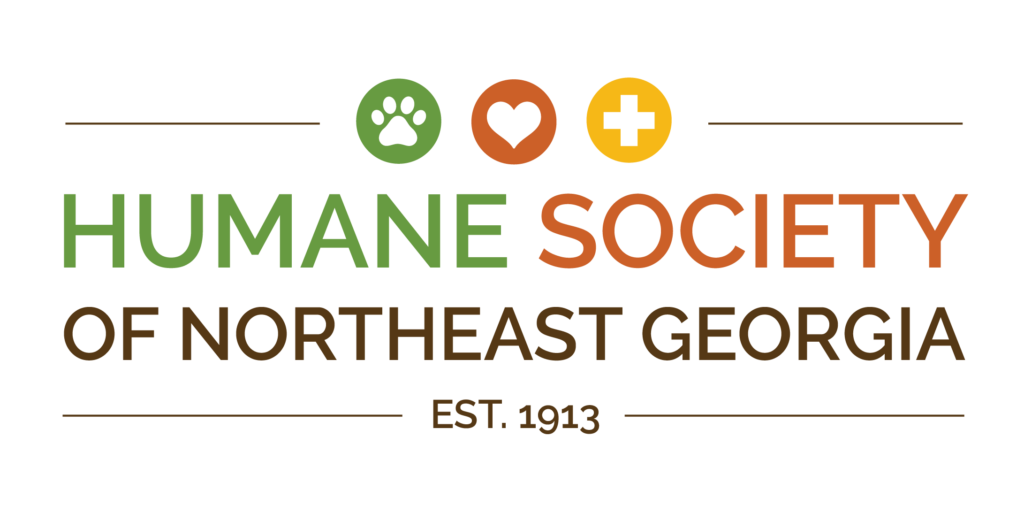 HUMANE SOCIETY
OF NORTHEAST GEORGIA
EST. 1913